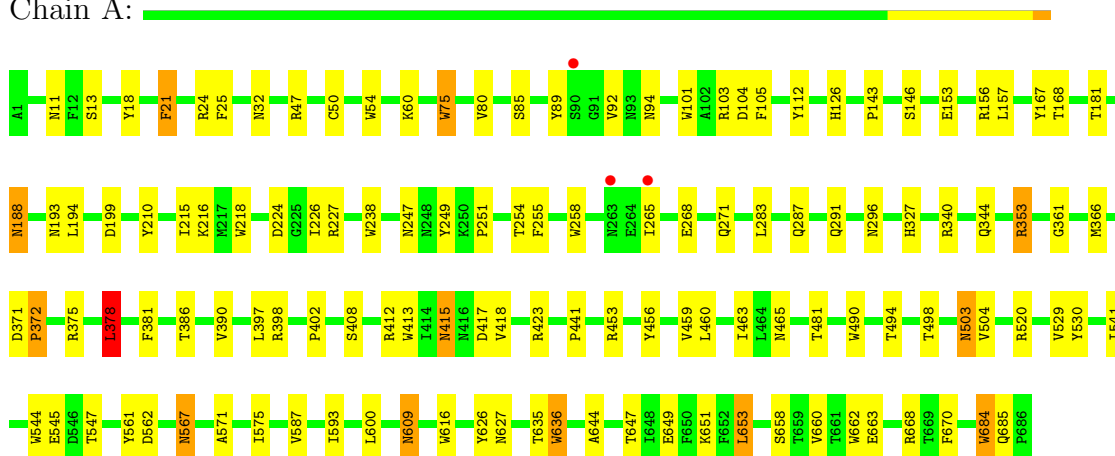 Chain A:
A1 N11 F12 S13 Y18 F21 R24 F25 N32 R47 C50 W54 K60 W75 V80 S85 Y89 S90 G91 V92 N93 N94 W101 A102 R103 D104 F105 Y112 H126 P143 S146 E153 R156 L157 Y167 T168 T181
N188 N193 L194 D199 Y210 I215 K216 M217 W218 D224 G225 I226 R227 W238 N247 N248 Y249 K250 P251 T254 F255 W258 N263 E264 I265 E268 Q271 L283 Q287 Q291 N296 H327 R340 Q344 R353 G361 M366
D371 P372 R375 L378 F381 T386 V390 L397 R398 P402 S408 R412 W413 I414 N415 N416 D417 V418 R423 P441 R453 Y456 V459 L460 I463 L464 N465 T481 W490 T494 T498 N503 V504 R520 V529 Y530 I541
W544 E545 D546 T547 Y561 D562 N567 A571 I575 V587 I593 L600 N609 W616 Y626 N627 T635 W636 A644 T647 I648 E649 F650 K651 F652 L653 S658 T659 V660 T661 W662 E663 R668 T669 F670 W684 Q685 P686